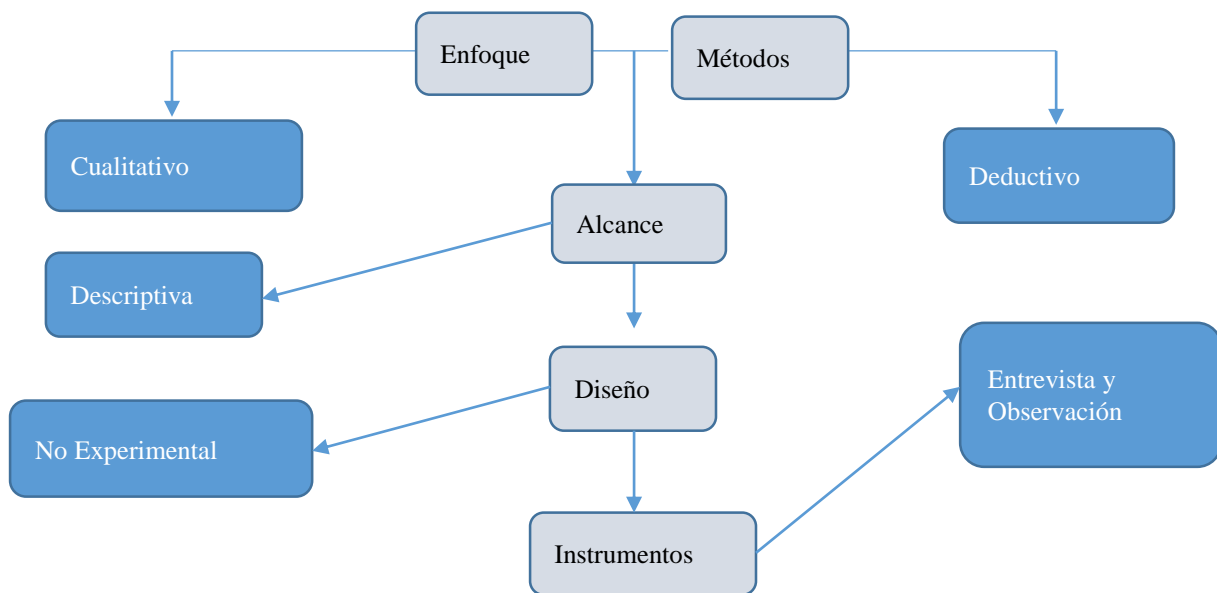 Enfoque
Métodos
Cualitativo
Deductivo
Alcance
Descriptiva
Diseño
Entrevista y
Observación
No Experimental
Instrumentos